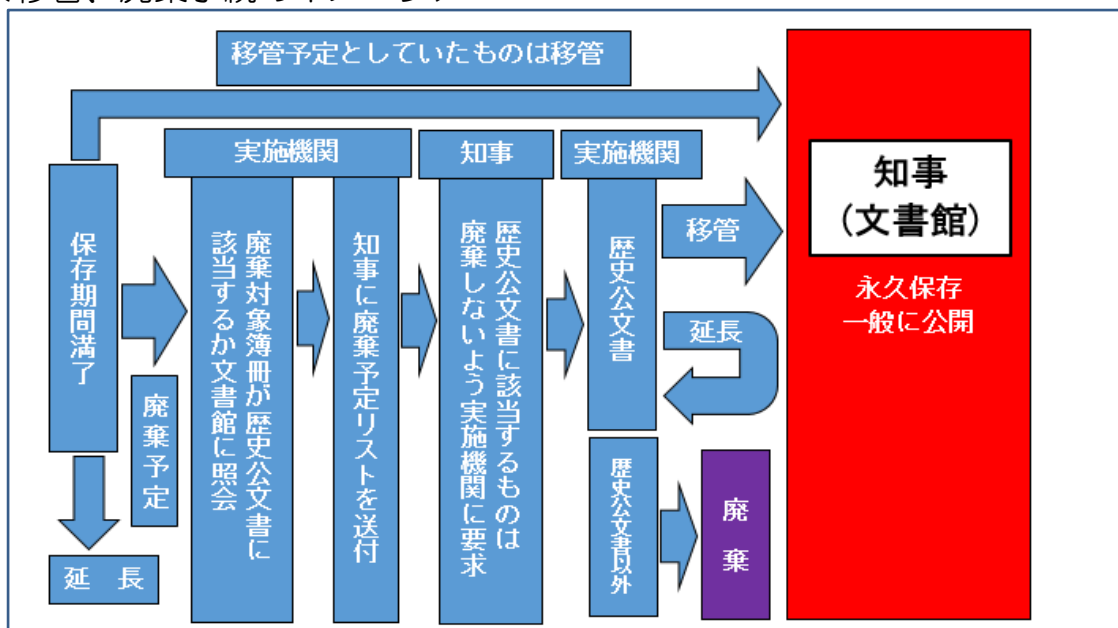 移管予定としていたものは移管
実施機関
知事
実施機関
保存期間満了
廃棄予定
延 長
廃棄対象簿冊が歴史公文書に
該当するか文書館に照会
知事に廃棄予定リストを送付
歴史公文書に該当するものは
廃棄しないよう実施機関に要求
歴史公文書
移管
延長
歴史公文書以外
廃 棄
知事
(文書館)
永久保存
一般に公開